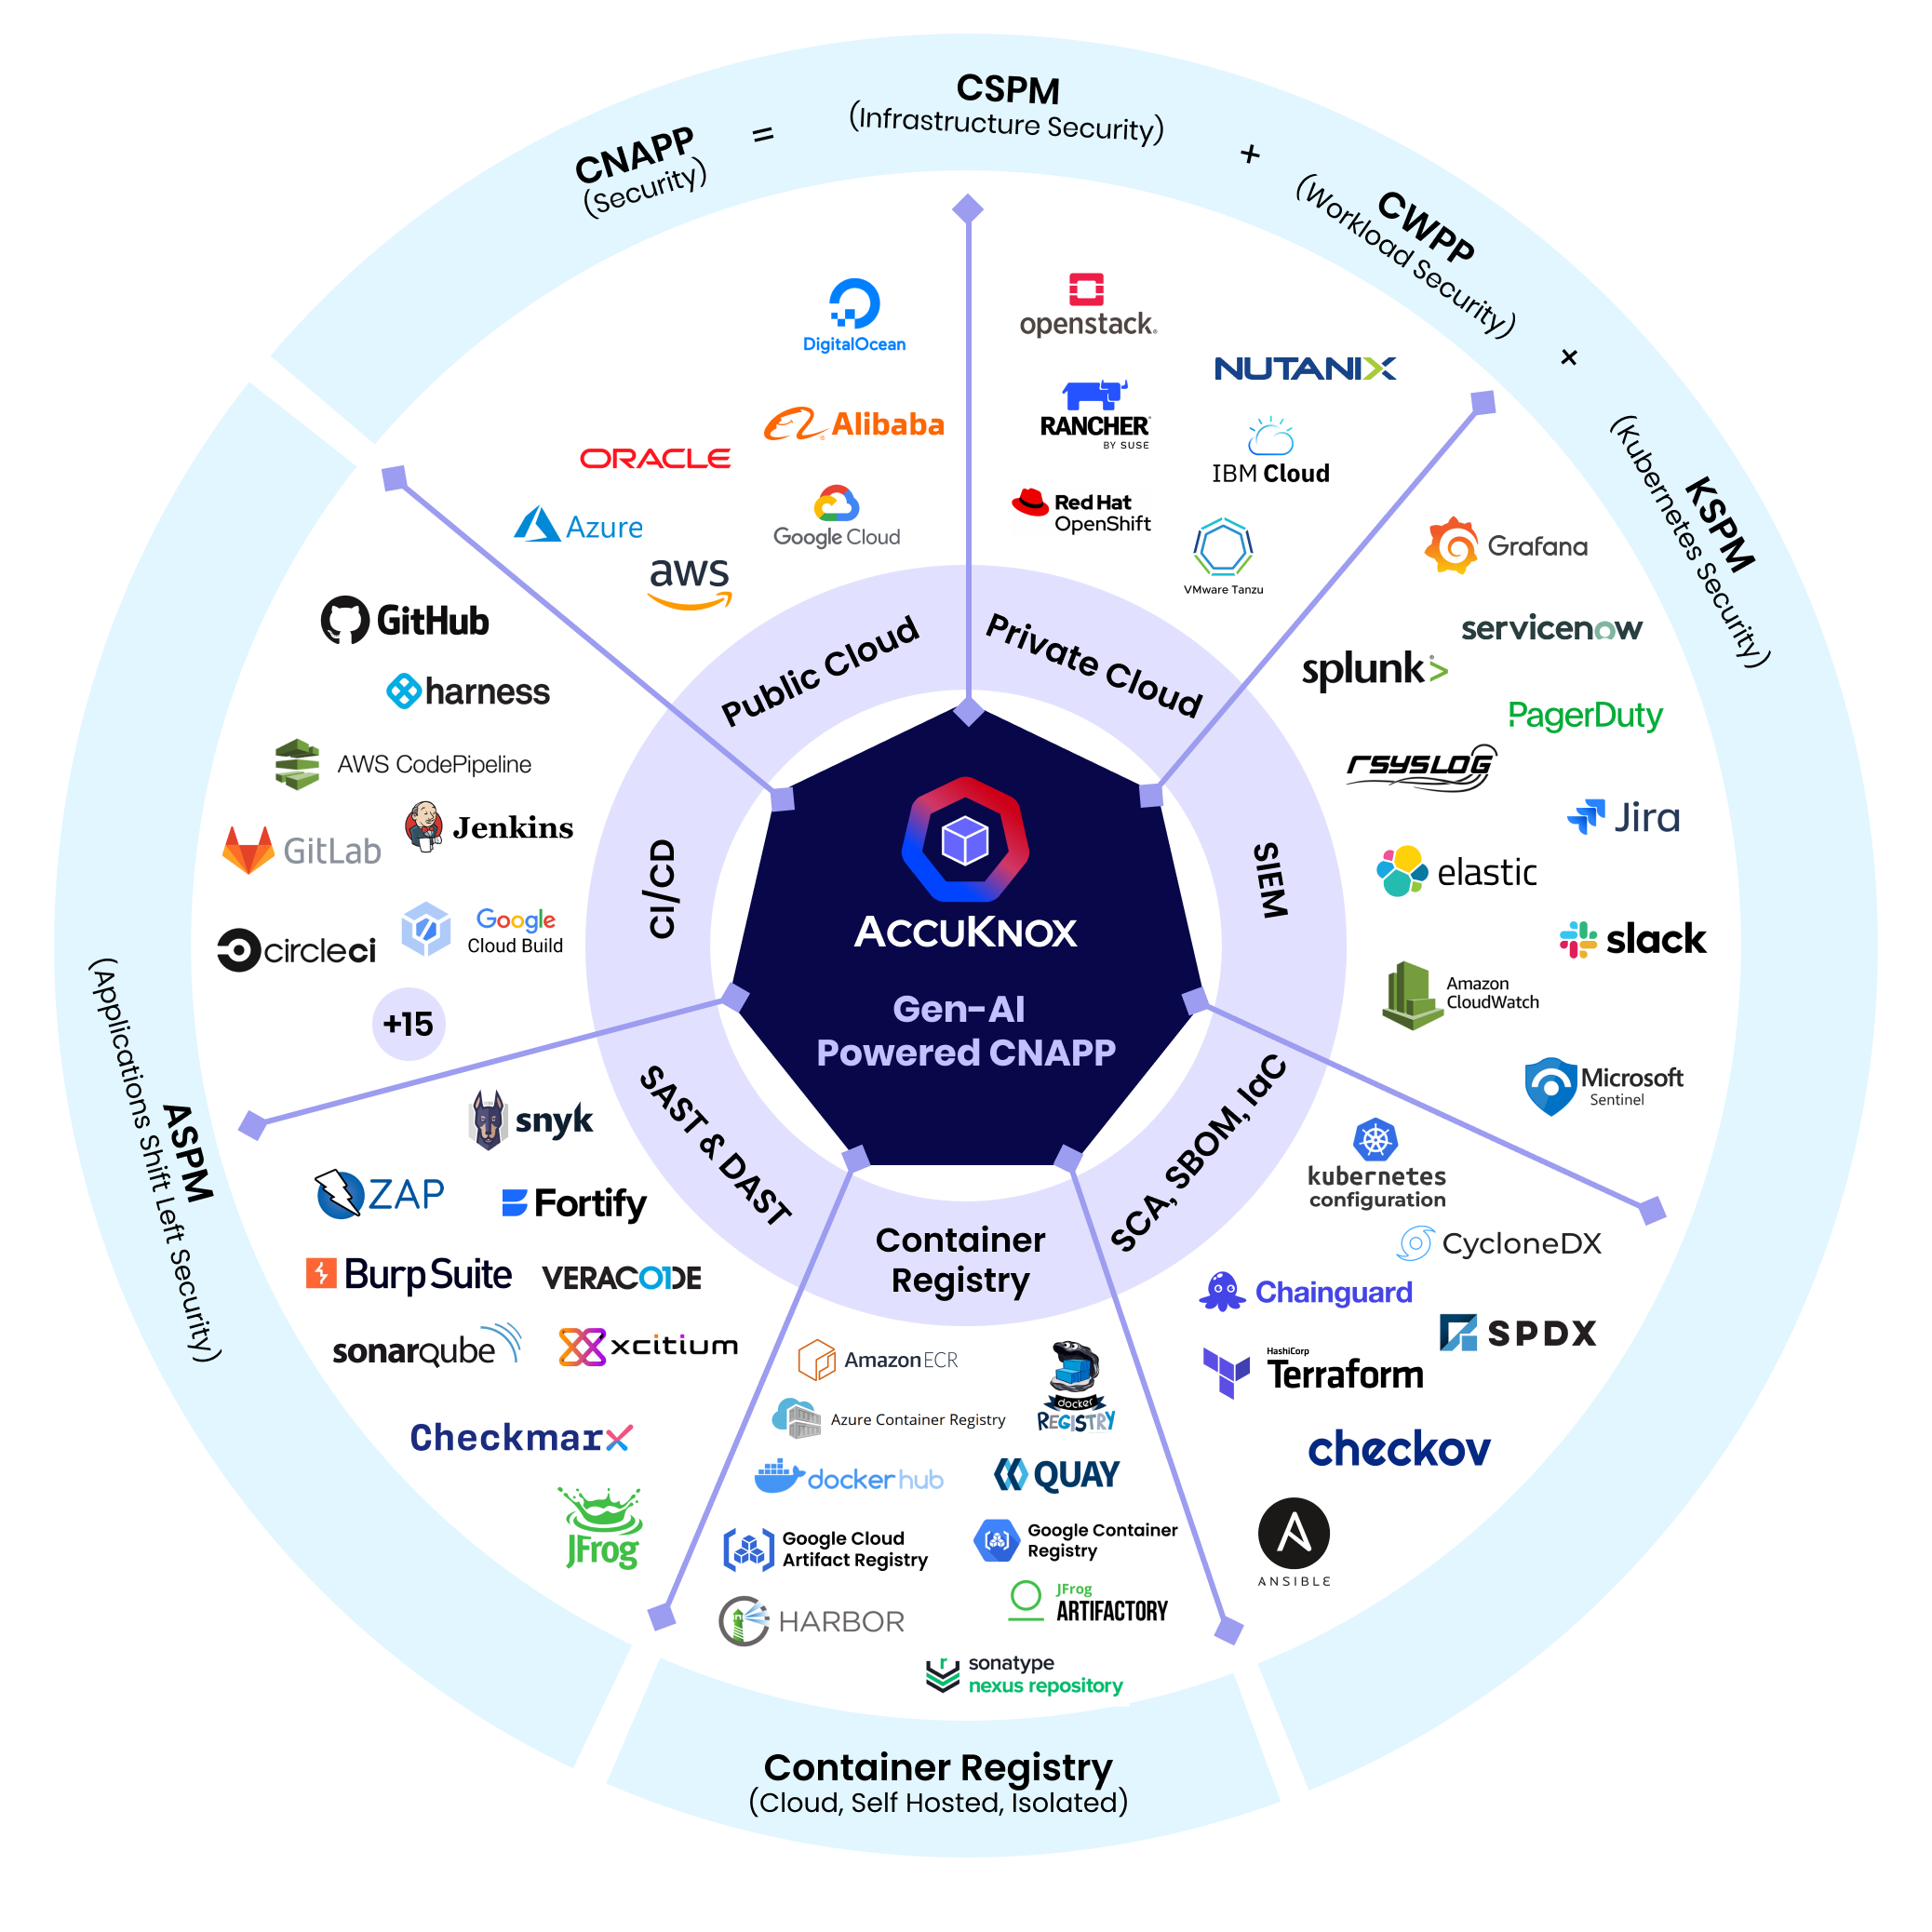 CNAPP
(Security)
=
CSPM
(Infrastructure Security)
+
CWPP
(Workload Security)
+
KSPM
(Kubernetes Security)
ASPM
(Applications Shift Left Security)
Container Registry
(Cloud, Self Hosted, Isolated)
ACCUKNOX
Gen-AI
Powered CNAPP
Public Cloud
DigitalOcean
Alibaba
ORACLE
Google Cloud
Azure
aws
Private Cloud
openstack.
NUTANIX
RANCHER
BY SUSE
IBM Cloud
Red Hat
OpenShift
VMware Tanzu
SIEM
Grafana
servicenow
splunk>
PagerDuty
rsyslog
Jira
elastic
slack
Amazon
CloudWatch
Microsoft
Sentinel
SCA, SBOM, IaC
kubernetes
configuration
CycloneDX
Chainguard
SPDX
HashiCorp
Terraform
checkov
ANSIBLE
Container
Registry
Amazon ECR
docker
REGISTRY
Azure Container Registry
docker hub
QUAY
Google Cloud
Artifact Registry
Google Container
Registry
JFrog
ARTIFACTORY
HARBOR
r
sonatype
nexus repository
SAST & DAST
snyk
ZAP
Fortify
Burp Suite
VERACODE
sonarqube
xcitium
Checkmarx
JFrog
CI/CD
GitHub
harness
AWS CodePipeline
Jenkins
GitLab
Google
Cloud Build
circleci
+15